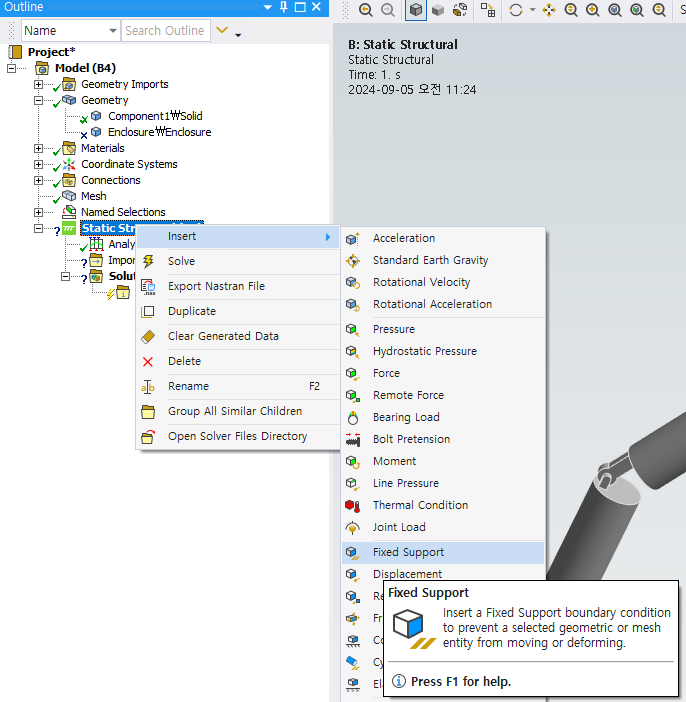 Outline
Name
Search Outline
Project*
Model (B4)
Geometry Imports
Geometry
Component1₩Solid
Enclosure₩Enclosure
Materials
Coordinate Systems
Connections
Mesh
Named Selections
Static Str
Analy
Impor
Solut
Insert
Solve
Export Nastran File
Duplicate
Clear Generated Data
Delete
Rename F2
Group All Similar Children
Open Solver Files Directory
Acceleration
Standard Earth Gravity
Rotational Velocity
Rotational Acceleration
Pressure
Hydrostatic Pressure
Force
Remote Force
Bearing Load
Bolt Pretension
Moment
Line Pressure
Thermal Condition
Joint Load
Fixed Support
Displacement
Re
Fr
Co
Cy
Ela
Fixed Support
Insert a Fixed Support boundary condition
to prevent a selected geometric or mesh
entity from moving or deforming.
Press F1 for help.
B: Static Structural
Static Structural
Time: 1. s
2024-09-05 오전 11:24